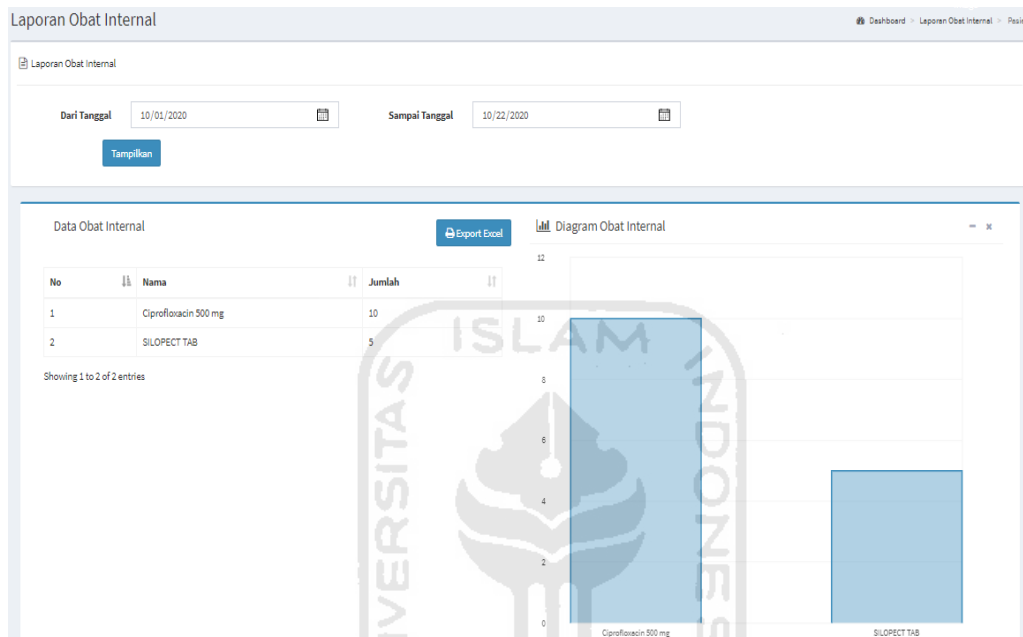 Laporan Obat Internal
Dashboard > Laporan Obat Internal >
Laporan Obat Internal
Dari Tanggal 10/01/2020 Sampai Tanggal 10/22/2020
Tampilkan
Data Obat Internal
Export Excel
Diagram Obat Internal
No Nama Jumlah
1 Ciprofloxacin 500 mg 10
2 SILOPECT TAB 5
Showing 1 to 2 of 2 entries
12
10
8
6
4
2
0
Ciprofloxacin 500 mg SILOPECT TAB
ISLAM